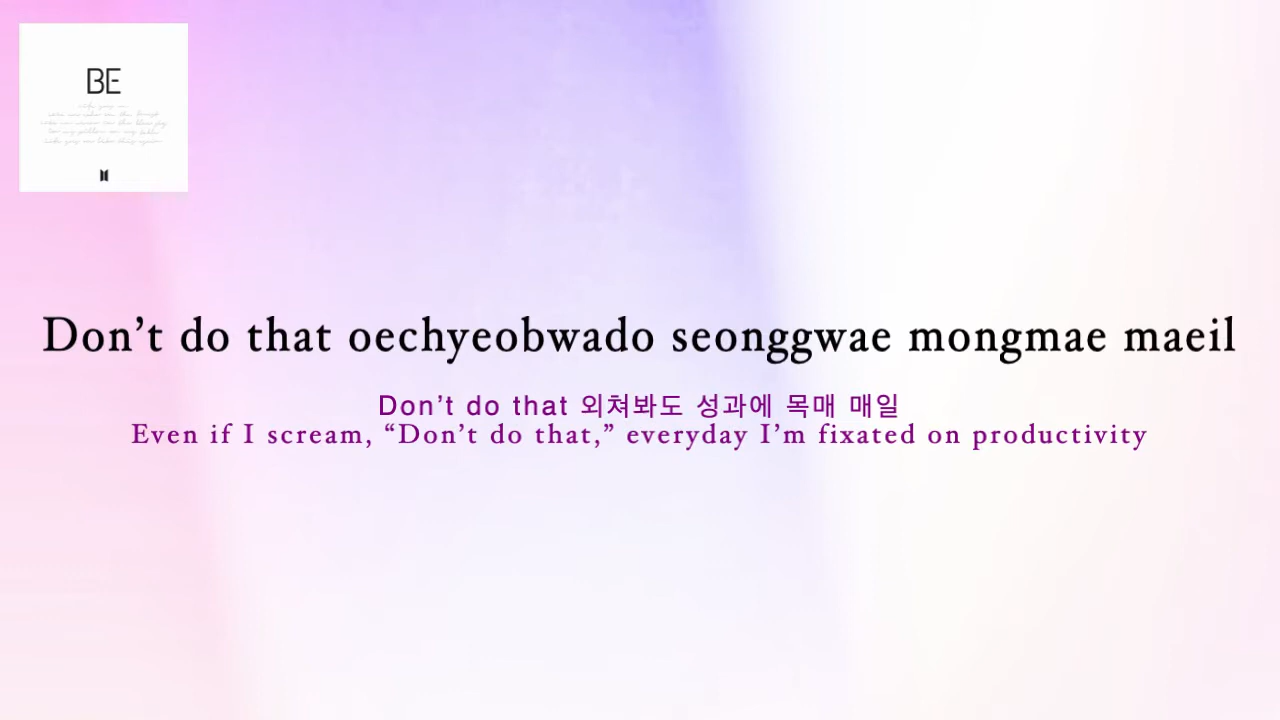 BE
Don’t do that oechyeobwado seonggwae mongmae maeil
Don’t do that 외쳐봐도 성과에 목매 매일
Even if I scream, “Don’t do that,” everyday I’m fixated on productivity